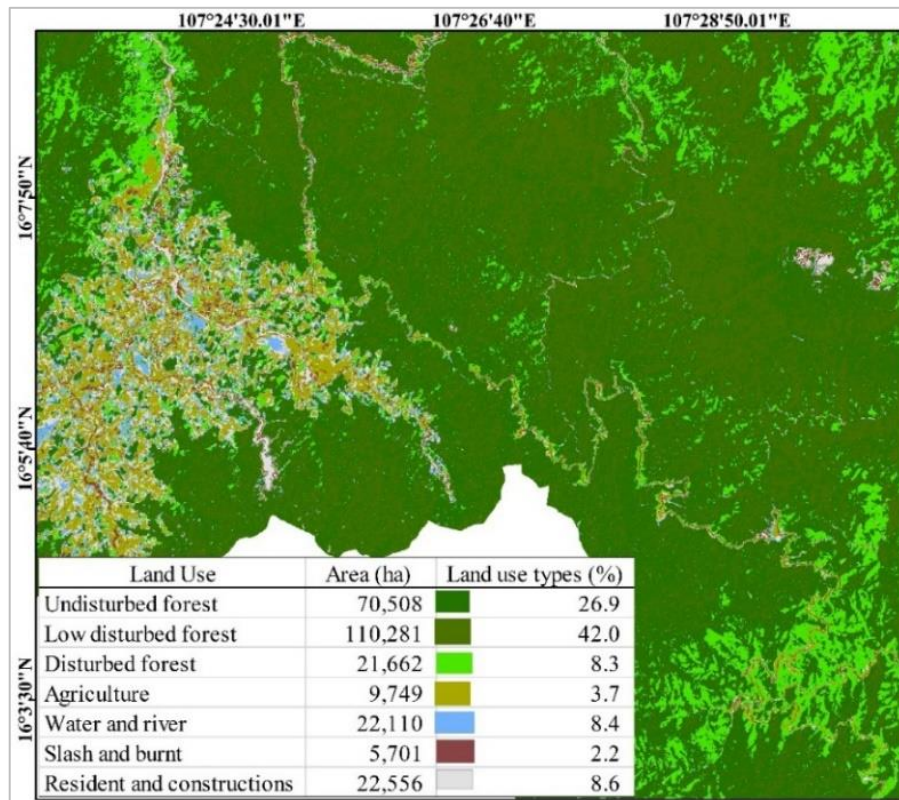 107°24'30.01"E 107°26'40"E 107°28'50.01"E
16°7'50"N
16°5'40"N
16°3'30"N
Land Use Area (ha) Land use types (%)
Undisturbed forest 70,508 26.9
Low disturbed forest 110,281 42.0
Disturbed forest 21,662 8.3
Agriculture 9,749 3.7
Water and river 22,110 8.4
Slash and burnt 5,701 2.2
Resident and constructions 22,556 8.6